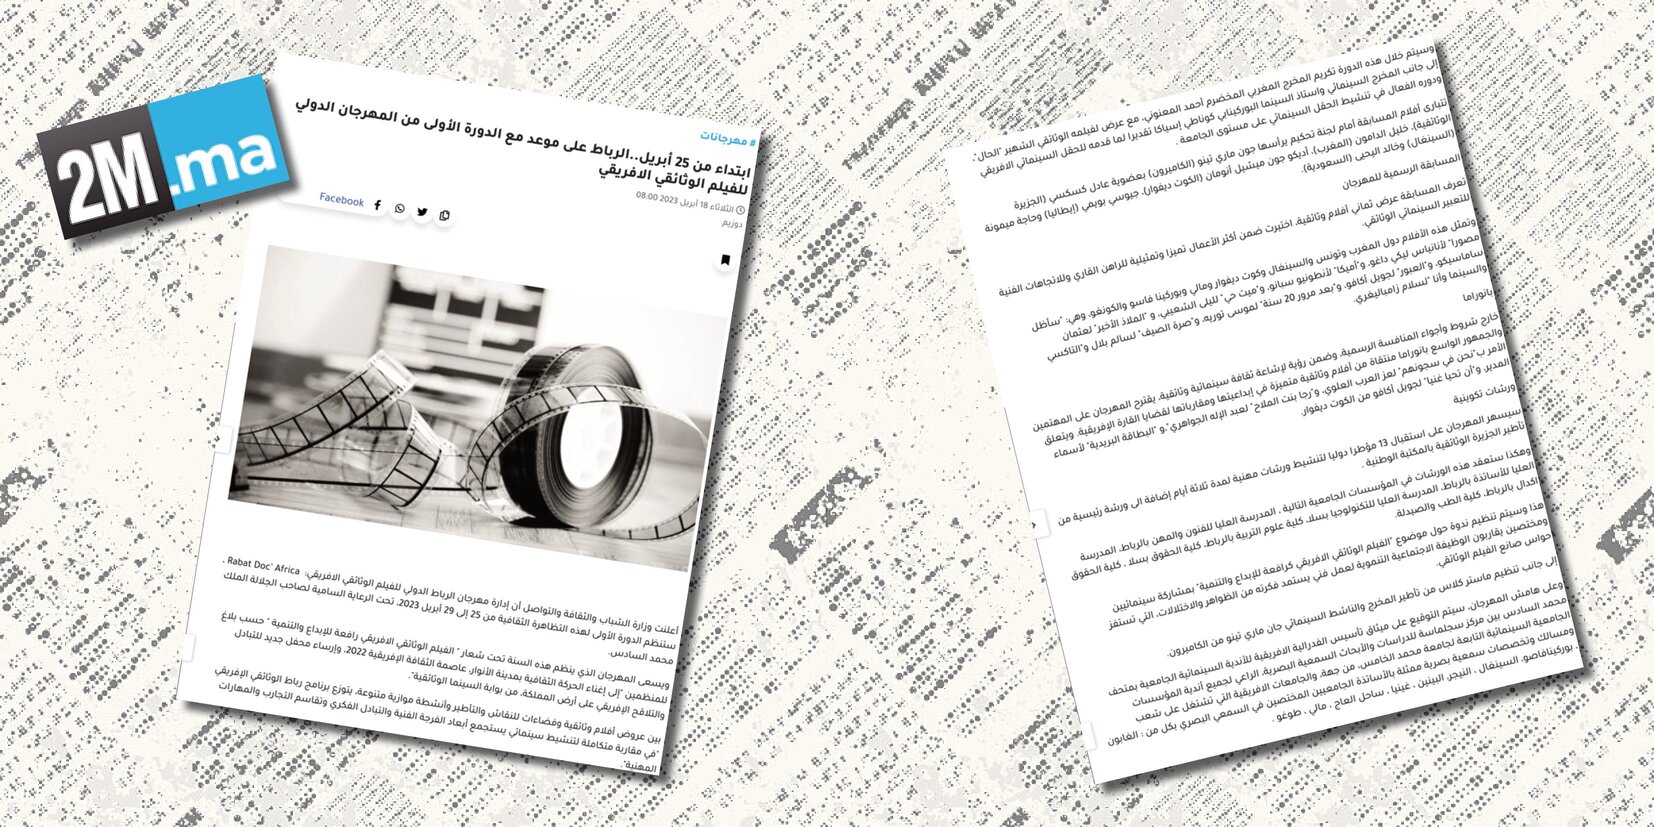 2M.ma
# مهرجانات
ابتداء من 25 أبريل..الرباط على موعد مع الدورة الأولى من المهرجان الدولي
للفيلم الوثائقي الافريقي
الثلاثاء 18 أبريل 2023 08:00
دوزيم
Facebook
أعلنت وزارة الشباب والثقافة والتواصل أن إدارة مهرجان الرباط الدولي للفيلم الوثائقي الافريقي: Rabat Doc` Africa ،
ستنظم الدورة الأولى لهذه التظاهرة الثقافية من 25 إلى 29 أبريل 2023، تحت الرعاية السامية لصاحب الجلالة الملك
محمد السادس.
ويسعى المهرجان الذي ينظم هذه السنة تحت شعار " الفيلم الوثائقي الافريقي رافعة للإبداع والتنمية " حسب بلاغ
للمنظمين "إلى إغناء الحركة الثقافية بمدينة الأنوار، عاصمة الثقافة الإفريقية 2022، وإرساء محفل جديد للتبادل
والتلاقح الإفريقي على أرض المملكة، من بوابة السينما الوثائقية".
بين عروض أفلام وثائقية وفضاءات للنقاش والتأطير وأنشطة موازية متنوعة، يتوزع برنامج رباط الوثائقي الإفريقي
"في مقاربة متكاملة لتنشيط سينمائي يستجمع أبعاد الفرجة الفنية والتبادل الفكري وتقاسم التجارب والمهارات
المهنية".
وسيتم خلال هذه الدورة تكريم المخرج المغربي المخضرم أحمد المعنوني، مع عرض لفيلمه الوثائقي الشهير "الحال"،
إلى جانب المخرج السينمائي واستاذ السينما البوركينابي كوناطي إسياكا تقديرا لما قدمه للحقل السينمائي الافريقي
ودوره الفعال في تنشيط الحقل السينمائي على مستوى الجامعة .
تتبارى أفلام المسابقة أمام لجنة تحكيم يرأسها جون ماري تينو (الكاميرون) بعضوية عادل كسكسي (الجزيرة
الوثائقية)، خليل الدامون (المغرب)، أديكو جون ميشيل أنومان (الكوت ديفوار)، جيوسي بويمي (إيطاليا) وحاجة ميمونة
(السينغال) وخالد اليحيى (السعودية).
المسابقة الرسمية للمهرجان
تعرف المسابقة عرض ثماني أفلام وثائقية، اختيرت ضمن أكثر الأعمال تميزا وتمثيلية للراهن القاري وللاتجاهات الفنية
للتعبير السينمائي الوثائقي.
وتمثل هذه الأفلام دول المغرب وتونس والسينغال وكوت ديفوار ومالي وبوركينا فاسو والكونغو، وهي: "سأظل
مصورا" لأنانياس ليكي داغو، و"أميكا" لأنطونيو سبانو، و"ميت حي" لليلى الشعيبي، و "الملاذ الأخير" لعثمان
ساماسيكو، و"العبور" لجويل أكافو، و"بعد مرور 20 سنة" لموسى توريه، و"صرة الصيف" لسالم بلال و"التاكسي
والسينما وأنا "لسلام زامباليغري.
بانوراما
خارج شروط وأجواء المنافسة الرسمية، وضمن رؤية لإشاعة ثقافة سينمائية وثائقية، يقترح المهرجان على المهتمين
والجمهور الواسع بانوراما منتقاة من أفلام وثائقية متميزة في إبداعيتها ومقارباتها لقضايا القارة الإفريقية. ويتعلق
الأمر ب"نحن في سجونهم" لعز العرب العلوي، و"رجا بنت الملاح" لعبد الإله الجواهري" و "البطاقة البريدية" لأسماء
المدير، و"أن تحيا غنيا" لجويل أكافو من الكوت ديفوار.
ورشات تكوينية
سيسهر المهرجان على استقبال 13 مؤطرا دوليا لتنشيط ورشات مهنية لمدة ثلاثة أيام إضافة الى ورشة رئيسية من
تأطير الجزيرة الوثائقية بالمكتبة الوطنية .
وهكذا ستعقد هذه الورشات في المؤسسات الجامعية التالية ، المدرسة العليا للفنون والمهن بالرباط، المدرسة
العليا للأساتذة بالرباط، المدرسة العليا للتكنولوجيا بسلا، كلية علوم التربية بالرباط، كلية الحقوق بسلا ، كلية الحقوق
اكدال بالرباط، كلية الطب والصيدلة.
هذا وسيتم تنظيم ندوة حول موضوع "الفيلم الوثائقي الافريقي كرافعة للإبداع والتنمية" بمشاركة سينمائيين
ومختصين يقاربون الوظيفة الاجتماعية التنموية لعمل فني يستمد فكرته من الظواهر والاختلالات، التي تستفز
حواس صانع الفيلم الوثائقي.
إلى جانب تنظيم ماستر كلاس من تأطير المخرج والناشط السينمائي جان ماري تينو من الكاميرون.
وعلى هامش المهرجان، سيتم التوقيع على ميثاق تأسيس الفدرالية الافريقية للأندية السينمائية الجامعية بمتحف
محمد السادس بين مركز سجلماسة للدراسات والأبحاث السمعية البصرية، الراعي لجميع أندية المؤسسات
الجامعية السينمائية التابعة لجامعة محمد الخامس، من جهة، والجامعات الافريقية التي تشتغل على شعب
ومسالك وتخصصات سمعية بصرية ممثلة بالأساتذة الجامعيين المختصين في السمعي البصري بكل من : الغابون
، بوركينافاصو، السينغال ، النيجر، البينين ، غينيا ، ساحل العاج ، مالي ، طوغو .